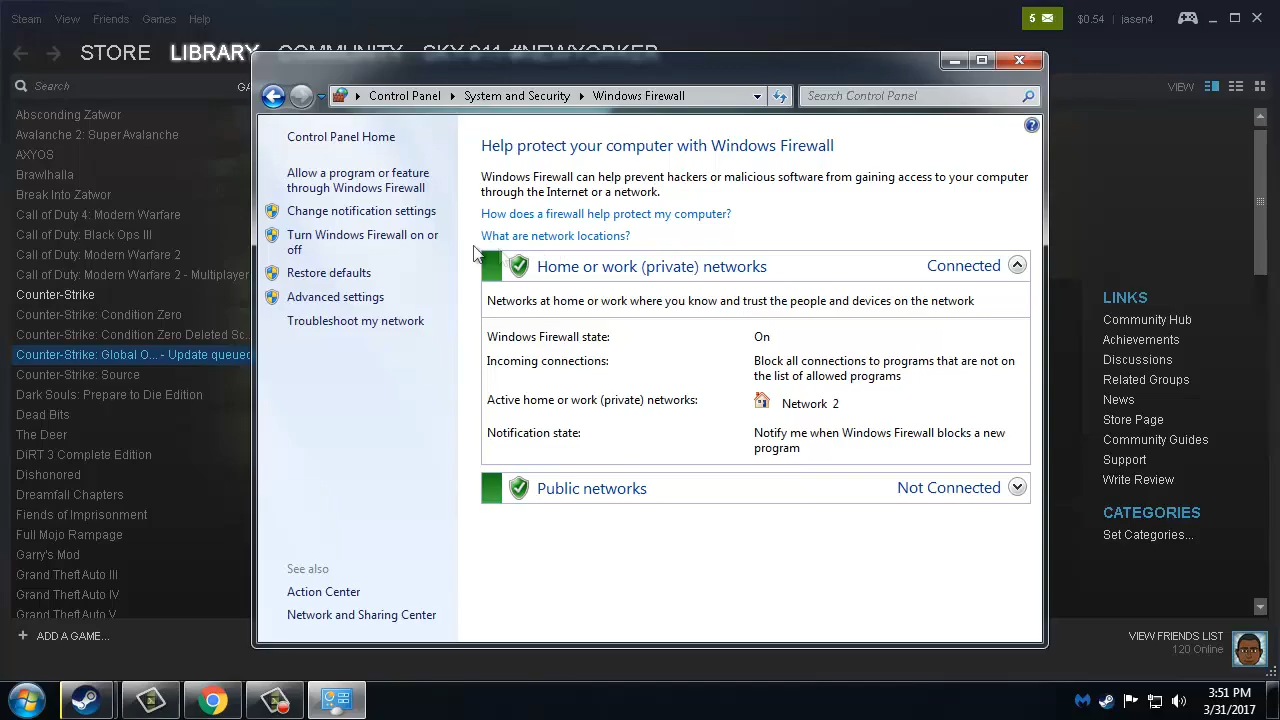 Steam View Friends Games Help
5
$0.54 jasen4
STORE LIBRARY COMMUNITY SKY 911 #NEWYORKER
Search
GA
VIEW
Absconding Zatwor
Avalanche 2: Super Avalanche
AXYOS
Brawlhalla
Break Into Zatwor
Call of Duty 4: Modern Warfare
Call of Duty: Black Ops III
Call of Duty: Modern Warfare 2
Call of Duty: Modern Warfare 2 - Multiplayer
Counter-Strike
Counter-Strike: Condition Zero
Counter-Strike: Condition Zero Deleted Sc...
Counter-Strike: Global O... - Update queued
Counter-Strike: Source
Dark Souls: Prepare to Die Edition
Dead Bits
The Deer
DiRT 3 Complete Edition
Dishonored
Dreamfall Chapters
Fiends of Imprisonment
Full Mojo Rampage
Garry's Mod
Grand Theft Auto III
Grand Theft Auto IV
Grand Theft Auto V
ADD A GAME...
Control Panel System and Security Windows Firewall
Search Control Panel
Control Panel Home
Allow a program or feature
through Windows Firewall
Change notification settings
Turn Windows Firewall on or
off
Restore defaults
Advanced settings
Troubleshoot my network
See also
Action Center
Network and Sharing Center
Help protect your computer with Windows Firewall
Windows Firewall can help prevent hackers or malicious software from gaining access to your computer
through the Internet or a network.
How does a firewall help protect my computer?
What are network locations?
Home or work (private) networks Connected
Networks at home or work where you know and trust the people and devices on the network
Windows Firewall state: On
Incoming connections: Block all connections to programs that are not on
the list of allowed programs
Active home or work (private) networks: Network 2
Notification state: Notify me when Windows Firewall blocks a new
program
Public networks Not Connected
LINKS
Community Hub
Achievements
Discussions
Related Groups
News
Store Page
Community Guides
Support
Write Review
CATEGORIES
Set Categories...
VIEW FRIENDS LIST
120 Online
3:51 PM
3/31/2017